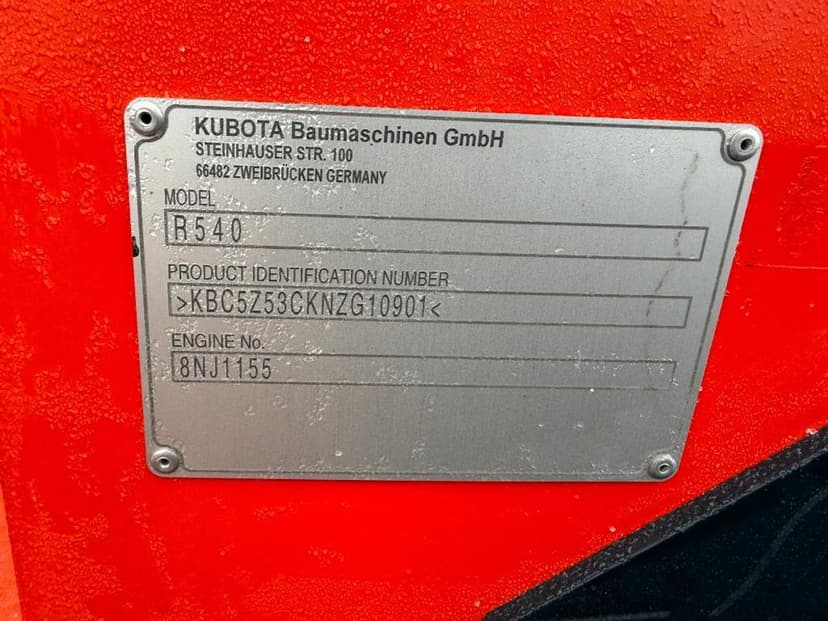 KUBOTA Baumaschinen GmbH
STEINHAUSER STR. 100
66482 ZWEIBRÜCKEN GERMANY
MODEL
R540
PRODUCT IDENTIFICATION NUMBER
>KBC5Z53CKNZG10901<
ENGINE No.
8NJ1155